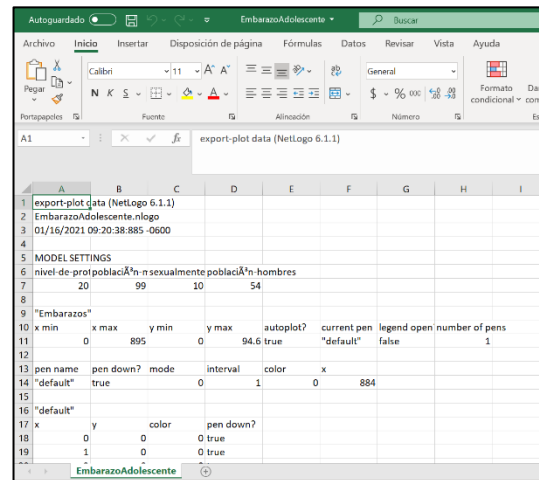 Autoguardado EmbarazoAdolescente Buscar
Archivo Inicio Insertar Disposición de página Fórmulas Datos Revisar Vista Ayuda
Calibri 11 A A ab General
Pegar N K S A $ % 000 Formato
condicional
Portapapeles Fuente Alineación Número
A1 fx export-plot data (NetLogo 6.1.1)
A B C D E F G H I
1 export-plot data (NetLogo 6.1.1)
2 EmbarazoAdolescente.nlogo
3 01/16/2021 09:20:38:885 -0600
4
5 MODEL SETTINGS
6 nivel-de-prot poblaciÃ³n-m sexualmente poblaciÃ³n-hombres
7 20 99 10 54
8
9 "Embarazos"
10 x min x max y min y max autoplot? current pen legend open number of pens
11 0 895 0 94.6 true "default" false 1
12
13 pen name pen down? mode interval color x
14 "default" true 0 1 0 884
15
16 "default"
17 x y color pen down?
18 0 0 0 true
19 1 0 0 true
EmbarazoAdolescente